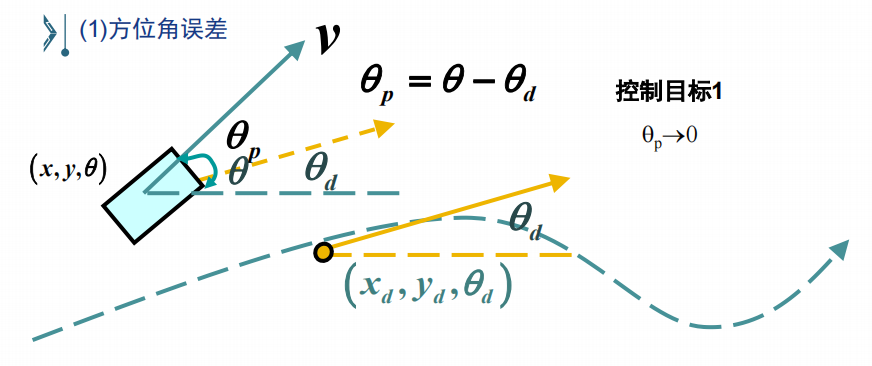 (1)方位角误差
v
θp = θ − θd
控制目标1
θp→0
(x,y,θ)
θp
θ
θd
θd
(xd,yd,θd)